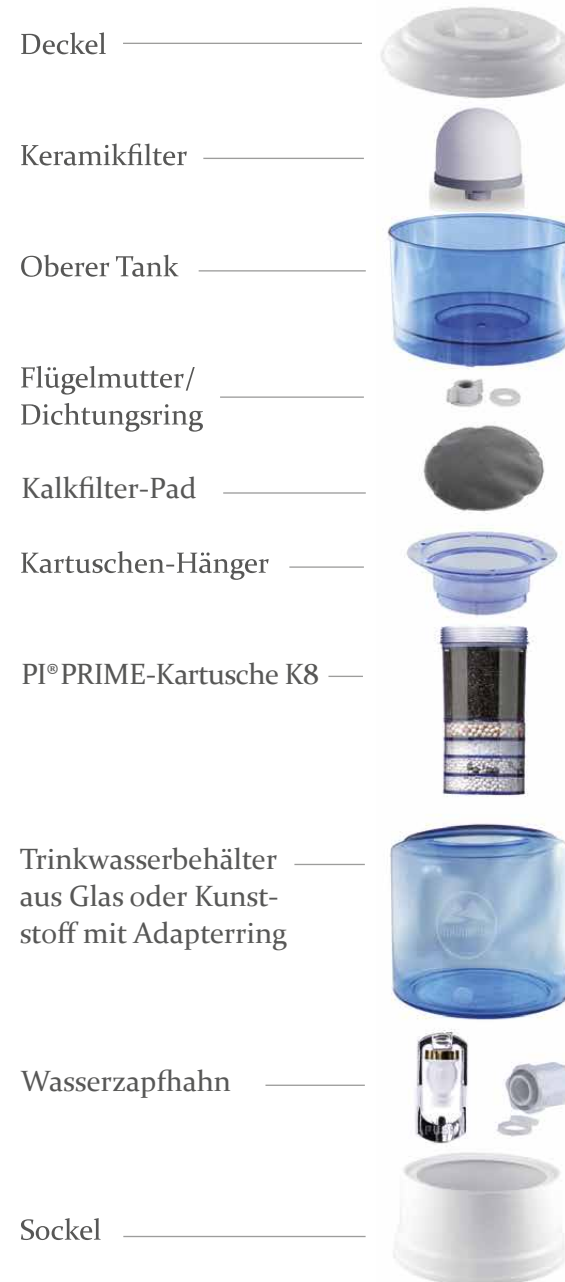 Deckel
Keramikfilter
Oberer Tank
Flügelmutter/
Dichtungsring
Kalkfilter-Pad
Kartuschen-Hänger
PI®PRIME-Kartusche K8
Trinkwasserbehälter
aus Glas oder Kunst-
stoff mit Adapterring
Wasserzapfhahn
Sockel